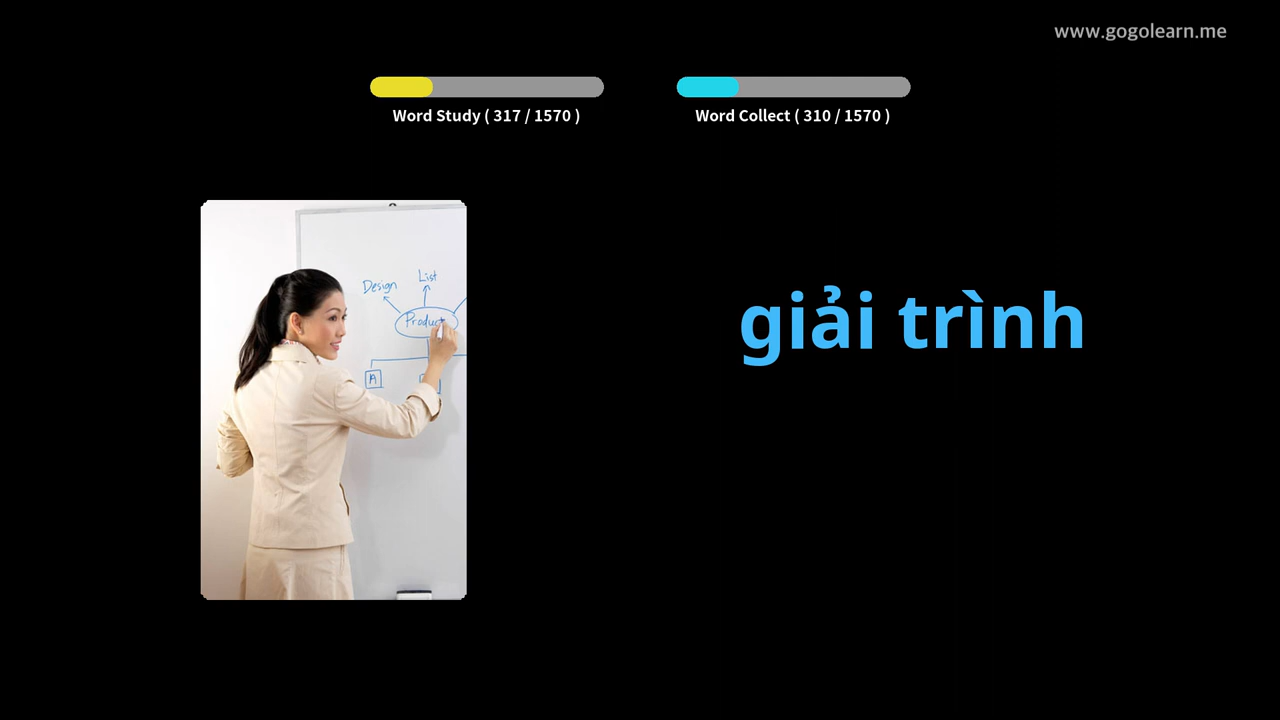 www.gogolearn.me
Word Study ( 317 / 1570 )
Word Collect ( 310 / 1570 )
giải trình
List
Design
Product
A